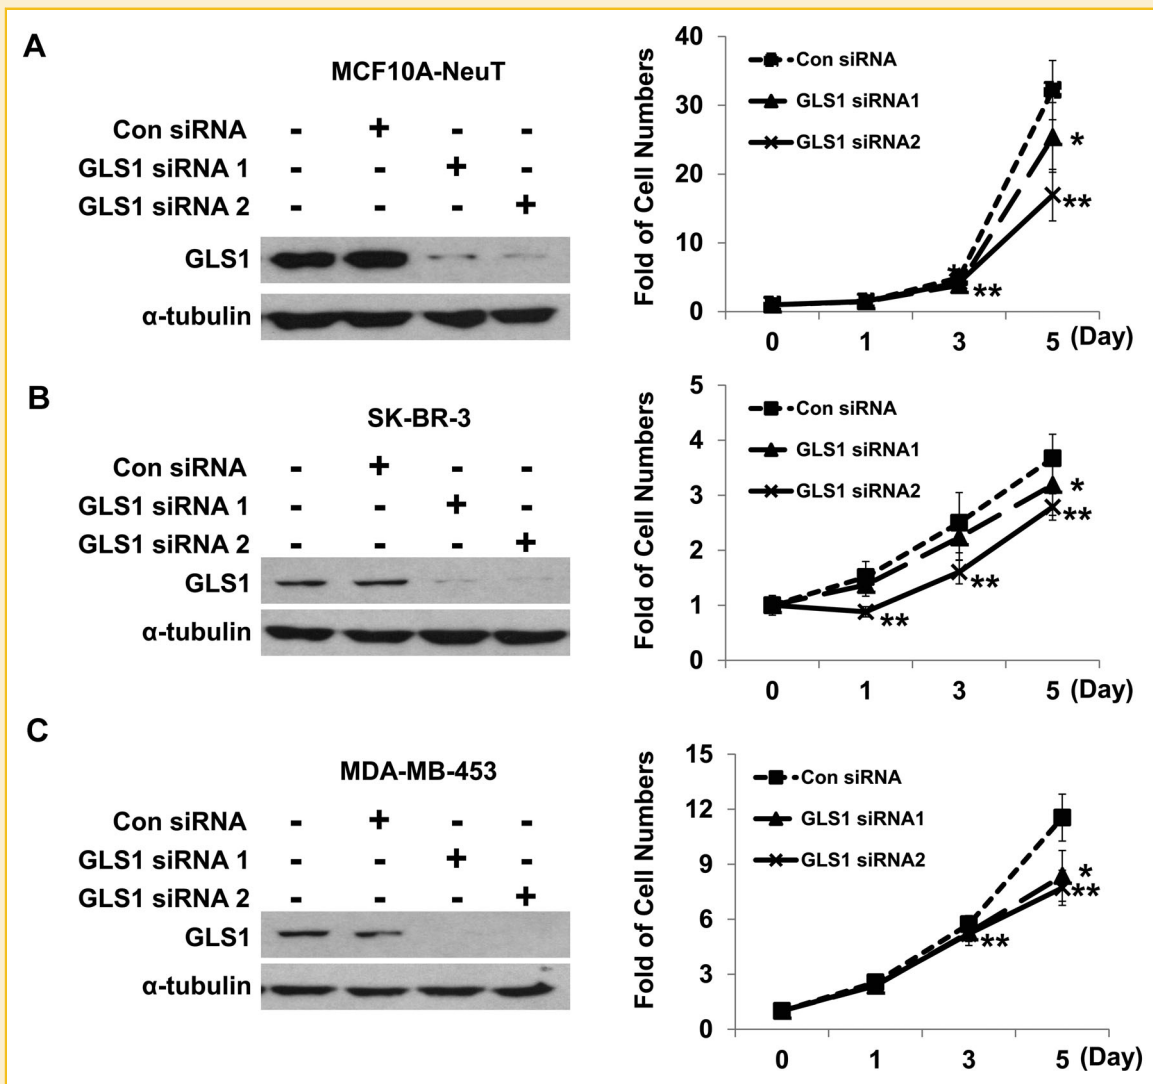 A
MCF10A-NeuT
Con siRNA - + - -
GLS1 siRNA 1 - - + -
GLS1 siRNA 2 - - - +
GLS1
α-tubulin
Fold of Cell Numbers
40
30
20
10
0
Con siRNA
GLS1 siRNA1
GLS1 siRNA2
*
**
*
**
0 1 3 5 (Day)
B
SK-BR-3
Con siRNA - + - -
GLS1 siRNA 1 - - + -
GLS1 siRNA 2 - - - +
GLS1
α-tubulin
Fold of Cell Numbers
5
4
3
2
1
0
Con siRNA
GLS1 siRNA1
GLS1 siRNA2
*
**
**
**
0 1 3 5 (Day)
C
MDA-MB-453
Con siRNA - + - -
GLS1 siRNA 1 - - + -
GLS1 siRNA 2 - - - +
GLS1
α-tubulin
Fold of Cell Numbers
15
12
9
6
3
0
Con siRNA
GLS1 siRNA1
GLS1 siRNA2
*
**
**
0 1 3 5 (Day)